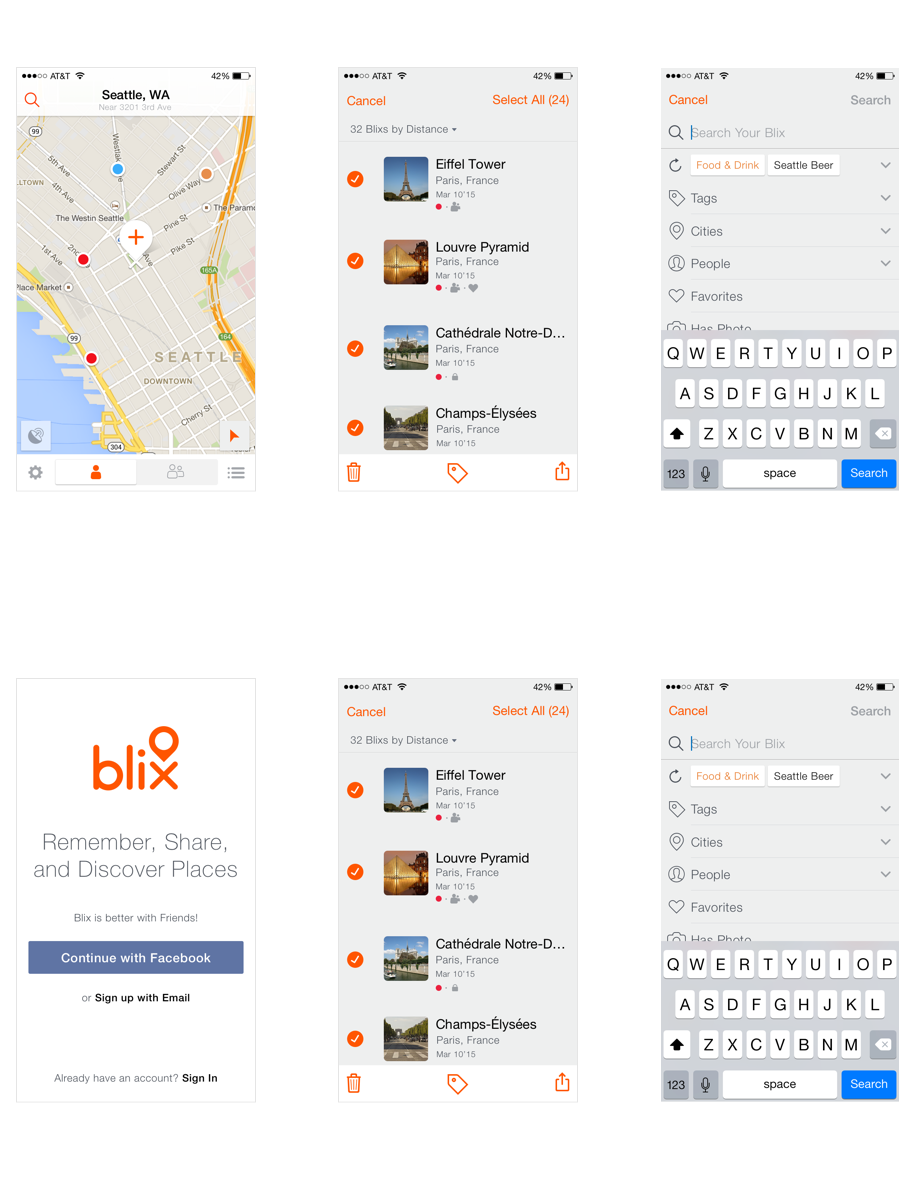 AT&T 42%
Seattle, WA
Near 3201 3rd Ave
99
Westlak
Stewart St
5th Ave
LLTOWN
4th Ave
Olive Way
The Param
The Westin Seattle
Pine St
2nd
1st Ave
Pike St
165A
Place Market
164
99
SEATTLE
DOWNTOWN
Cherry St
304
AT&T 42%
Cancel Select All (24)
32 Blixs by Distance
Eiffel Tower
Paris, France
Mar 10'15
Louvre Pyramid
Paris, France
Mar 10'15
Cathédrale Notre-D...
Paris, France
Mar 10'15
Champs-Élysées
Paris, France
Mar 10'15
AT&T 42%
Cancel Search
Search Your Blix
Food & Drink Seattle Beer
Tags
Cities
People
Favorites
Has Photo
Q W E R T Y U I O P
A S D F G H J K L
Z X C V B N M
123 space Search
blix
Remember, Share,
and Discover Places
Blix is better with Friends!
Continue with Facebook
or Sign up with Email
Already have an account? Sign In
AT&T 42%
Cancel Select All (24)
32 Blixs by Distance
Eiffel Tower
Paris, France
Mar 10'15
Louvre Pyramid
Paris, France
Mar 10'15
Cathédrale Notre-D...
Paris, France
Mar 10'15
Champs-Élysées
Paris, France
Mar 10'15
AT&T 42%
Cancel Search
Search Your Blix
Food & Drink Seattle Beer
Tags
Cities
People
Favorites
Has Photo
Q W E R T Y U I O P
A S D F G H J K L
Z X C V B N M
123 space Search